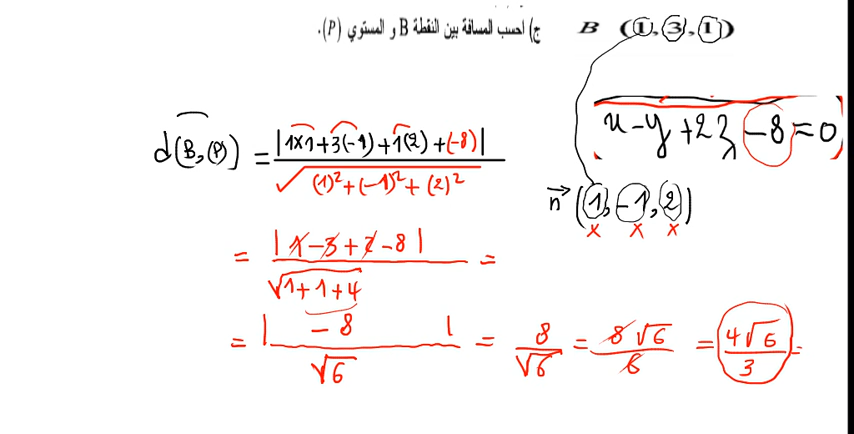 ج) احسب المسافة بين النقطة B و المستوي (P). B (1, 3, 1)
x - y + 2z - 8 = 0
d(B,(P)) = |1x1 + 3(-1) + 1(2) + (-8)| / √((1)² + (-1)² + (2)²)
n⃗ (1, -1, 2)
x x x
= |1 - 3 + 2 - 8| / √(1+1+4) =
= |-8| / √6 = 8/√6 = 8√6/6 = 4√6/3 =